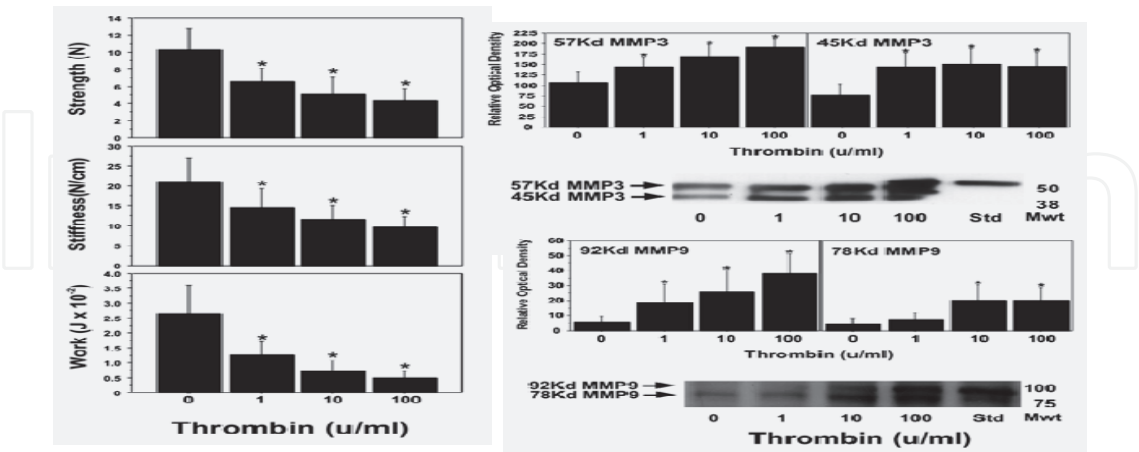 Strength (N)
14
12
10
8
6
4
2
0
* * *
Stiffness(N/cm)
30
25
20
15
10
5
0
* * *
Work (J x 10⁻²)
4.0
3.5
3.0
2.5
2.0
1.5
1.0
0.5
* * *
0 1 10 100
Thrombin (u/ml)
Relative Optical Density
225
200
175
150
125
100
75
50
25
0
57Kd MMP3 45Kd MMP3
* * * * * *
0 1 10 100 0 1 10 100
Thrombin (u/ml)
57Kd MMP3 50
45Kd MMP3 38
0 1 10 100 Std Mwt
Relative Optical Density
60
50
40
30
20
10
0
92Kd MMP9 78Kd MMP9
* * * * *
0 1 10 100 0 1 10 100
Thrombin (u/ml)
92Kd MMP9 100
78Kd MMP9 75
0 1 10 100 Std Mwt
Thrombin (u/ml)